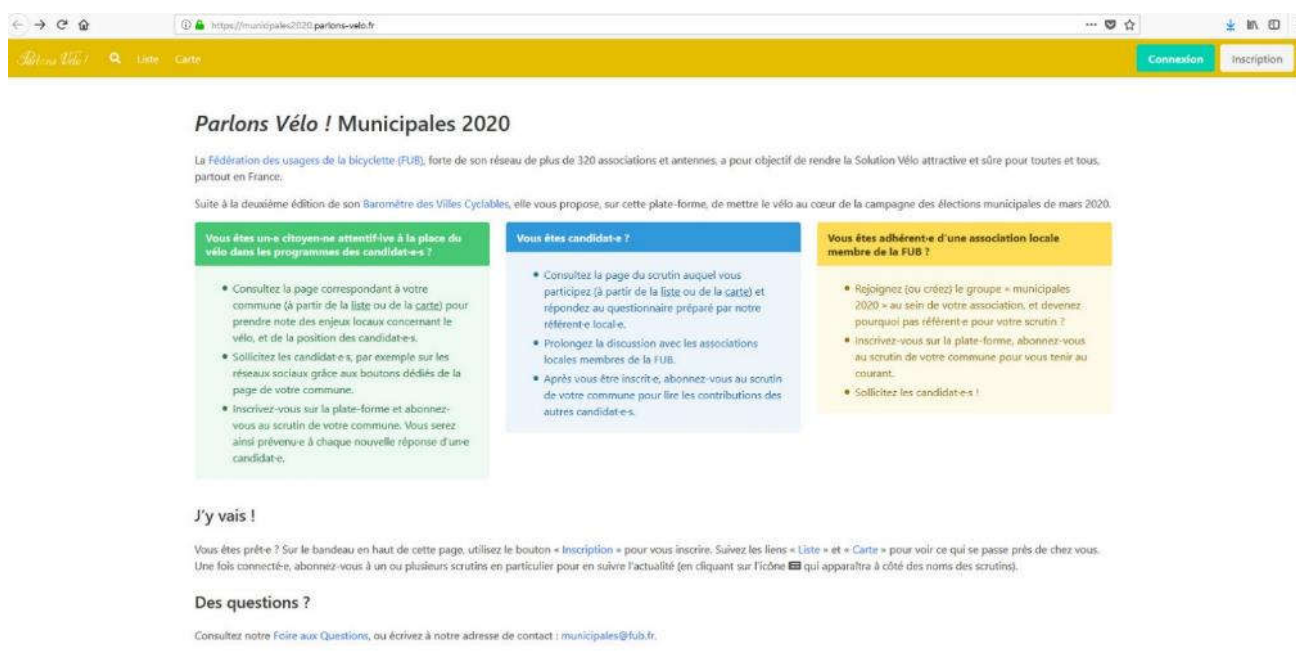 https://municipales2020.parlons-velo.fr
Parlons Vélo !
Liste
Carte
Connexion
Inscription
Parlons Vélo ! Municipales 2020
La Fédération des usagers de la bicyclette (FUB), forte de son réseau de plus de 320 associations et antennes, a pour objectif de rendre la Solution Vélo attractive et sûre pour toutes et tous,
partout en France.
Suite à la deuxième édition de son Baromètre des Villes Cyclables, elle vous propose, sur cette plate-forme, de mettre le vélo au cœur de la campagne des élections municipales de mars 2020.
Vous êtes un·e citoyen·ne attentif·ive à la place du
vélo dans les programmes des candidat·e·s ?
• Consultez la page correspondant à votre
commune (à partir de la liste ou de la carte) pour
prendre note des enjeux locaux concernant le
vélo, et de la position des candidat·e·s.
• Sollicitez les candidat·e·s, par exemple sur les
réseaux sociaux grâce aux boutons dédiés de la
page de votre commune.
• Inscrivez-vous sur la plate-forme et abonnez-
vous au scrutin de votre commune. Vous serez
ainsi prévenu·e à chaque nouvelle réponse d'un·e
candidat·e.
Vous êtes candidat·e ?
• Consultez la page du scrutin auquel vous
participez (à partir de la liste ou de la carte) et
répondez au questionnaire préparé par notre
référent·e local·e.
• Prolongez la discussion avec les associations
locales membres de la FUB.
• Après vous être inscrit·e, abonnez-vous au scrutin
de votre commune pour lire les contributions des
autres candidat·e·s.
Vous êtes adhérent·e d'une association locale
membre de la FUB ?
• Rejoignez (ou créez) le groupe « municipales
2020 » au sein de votre association, et devenez
pourquoi pas référent·e pour votre scrutin ?
• Inscrivez-vous sur la plate-forme, abonnez-vous
au scrutin de votre commune pour vous tenir au
courant.
• Sollicitez les candidat·e·s !
J'y vais !
Vous êtes prêt·e ? Sur le bandeau en haut de cette page, utilisez le bouton « Inscription » pour vous inscrire. Suivez les liens « Liste » et « Carte » pour voir ce qui se passe près de chez vous.
Une fois connecté·e, abonnez-vous à un ou plusieurs scrutins en particulier pour en suivre l'actualité (en cliquant sur l'icône qui apparaîtra à côté des noms des scrutins).
Des questions ?
Consultez notre Foire aux Questions, ou écrivez à notre adresse de contact : municipales@fub.fr.